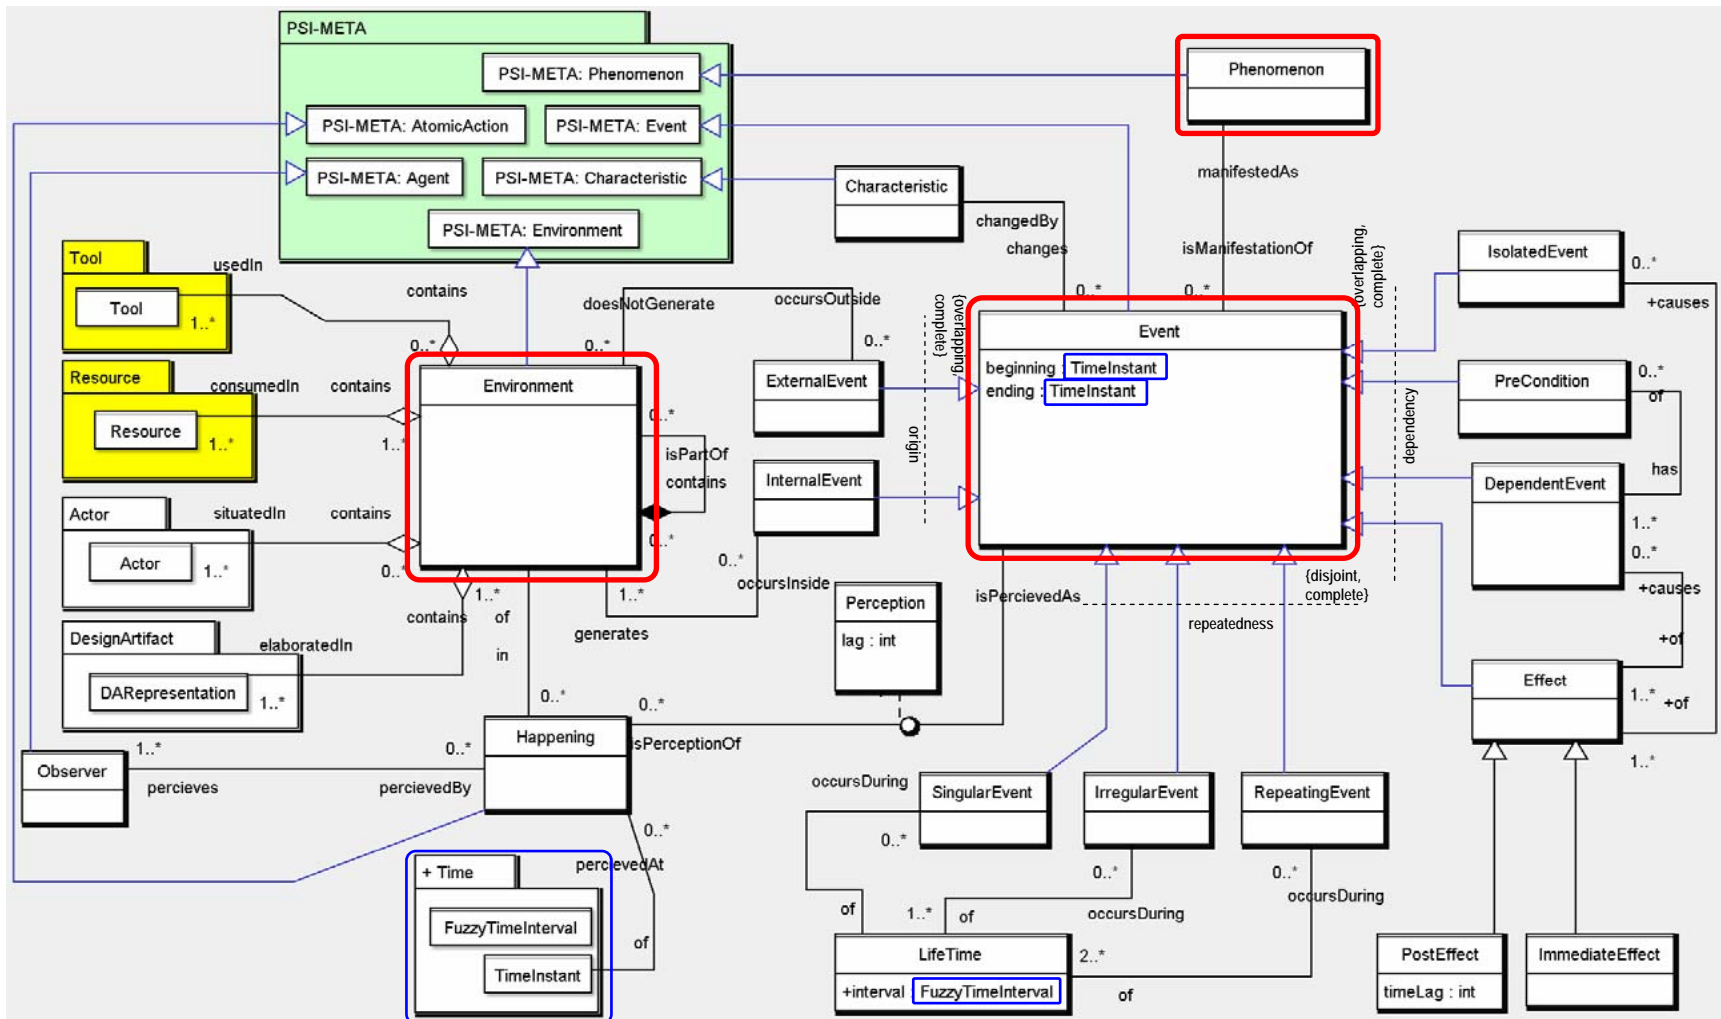 PSI-META
PSI-META: Phenomenon
PSI-META: AtomicAction
PSI-META: Event
PSI-META: Agent
PSI-META: Characteristic
PSI-META: Environment
Phenomenon
manifestedAs
isManifestationOf
0..*
Characteristic
changedBy
changes
0..*
Tool
Tool
1..*
usedIn
contains
0..*
Resource
Resource
1..*
consumedIn
contains
1..*
Actor
Actor
1..*
situatedIn
contains
0..*
DesignArtifact
DARepresentation
1..*
elaboratedIn
contains
1..*
Environment
doesNotGenerate
0..*
occursOutside
0..*
0..*
isPartOf
contains
0..*
ExternalEvent
InternalEvent
0..*
occursInside
1..*
generates
{overlapping,
complete}
origin
Event
beginning : TimeInstant
ending : TimeInstant
{overlapping,
complete}
dependency
IsolatedEvent
0..*
+causes
PreCondition
0..*
of
has
DependentEvent
1..*
0..*
+causes
+of
Effect
1..*
+of
1..*
{disjoint,
complete}
repeatedness
isPercievedAs
Perception
lag : int
of
in
0..*
0..*
isPerceptionOf
Happening
Observer
1..*
percieves
0..*
percievedBy
0..*
percievedAt
of
+ Time
FuzzyTimeInterval
TimeInstant
SingularEvent
occursDuring
0..*
of
IrregularEvent
0..*
occursDuring
1..*
of
RepeatingEvent
0..*
occursDuring
2..*
of
LifeTime
+interval : FuzzyTimeInterval
PostEffect
timeLag : int
ImmediateEffect